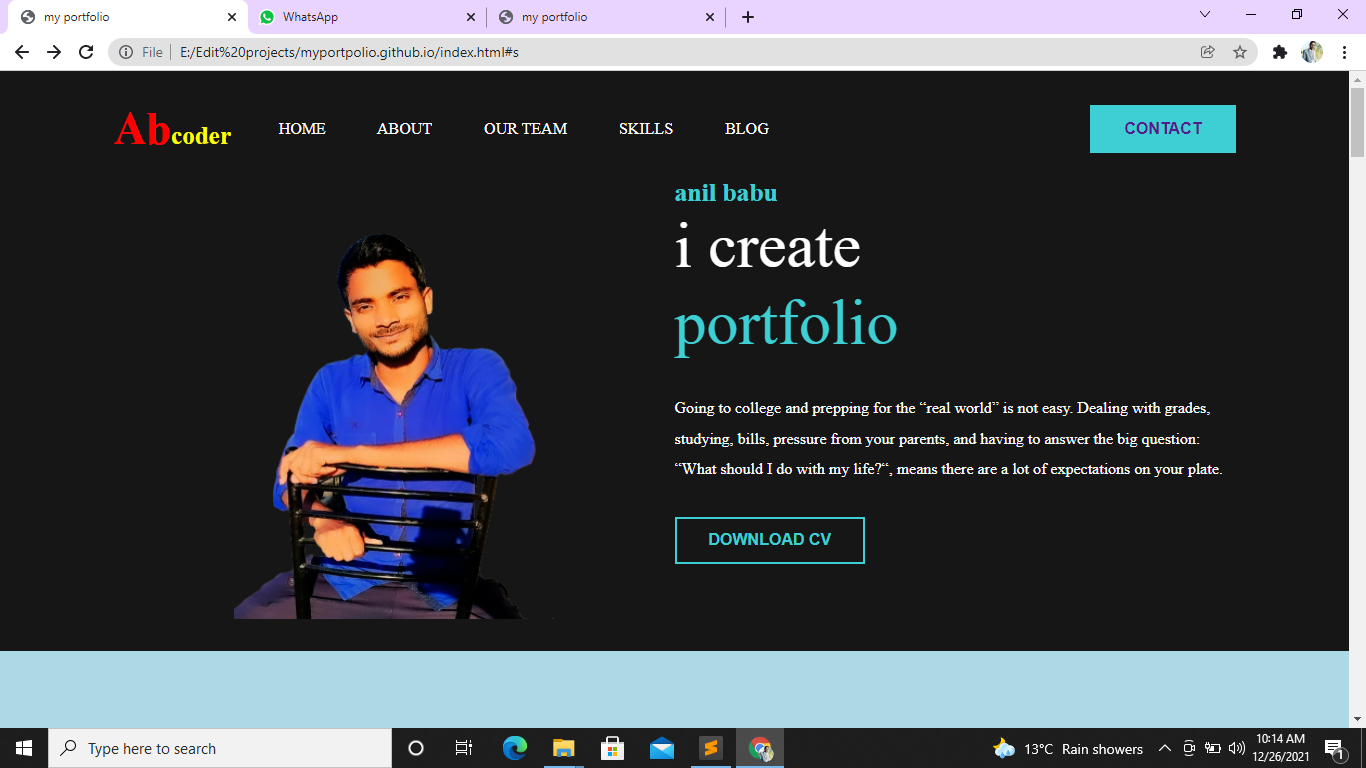 my portfolio
WhatsApp
my portfolio
File
E:/Edit%20projects/myportpolio.github.io/index.html#s
Abcoder
HOME
ABOUT
OUR TEAM
SKILLS
BLOG
CONTACT
anil babu
i create
portfolio
Going to college and prepping for the “real world” is not easy. Dealing with grades,
studying, bills, pressure from your parents, and having to answer the big question:
“What should I do with my life?“, means there are a lot of expectations on your plate.
DOWNLOAD CV
Type here to search
13°C Rain showers
10:14 AM
12/26/2021
1